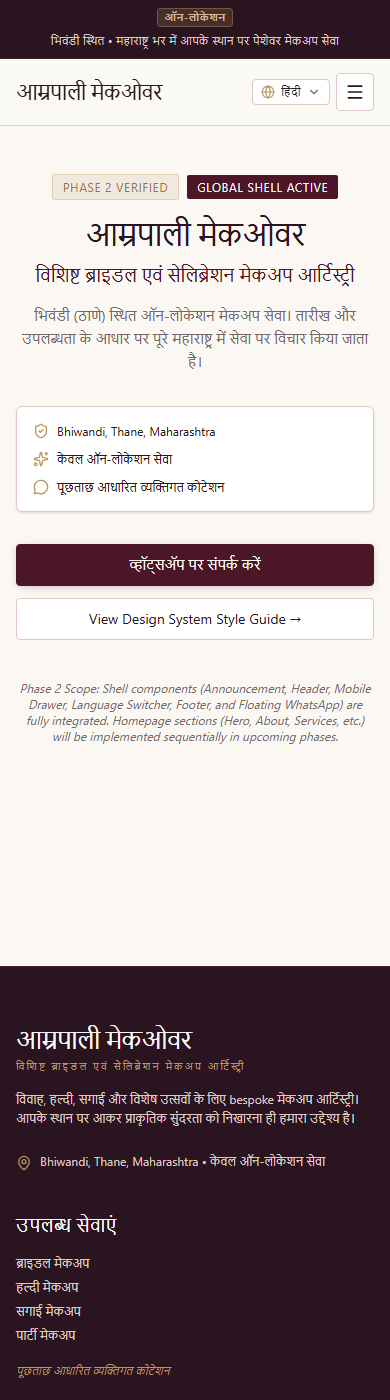 ऑन-लोकेशन
भिवंडी स्थित • महाराष्ट्र भर में आपके स्थान पर पेशेवर मेकअप सेवा
आम्रपाली मेकओवर
हिंदी
PHASE 2 VERIFIED
GLOBAL SHELL ACTIVE
आम्रपाली मेकओवर
विशिष्ट ब्राइडल एवं सेलिब्रेशन मेकअप आर्टिस्ट्री
भिवंडी (ठाणे) स्थित ऑन-लोकेशन मेकअप सेवा। तारीख और
उपलब्धता के आधार पर पूरे महाराष्ट्र में सेवा पर विचार किया जाता
है।
Bhiwandi, Thane, Maharashtra
केवल ऑन-लोकेशन सेवा
पूछताछ आधारित व्यक्तिगत कोटेशन
व्हॉट्सॲप पर संपर्क करें
View Design System Style Guide →
Phase 2 Scope: Shell components (Announcement, Header, Mobile
Drawer, Language Switcher, Footer, and Floating WhatsApp) are
fully integrated. Homepage sections (Hero, About, Services, etc.)
will be implemented sequentially in upcoming phases.
आम्रपाली मेकओवर
विशिष्ट ब्राइडल एवं सेलिब्रेशन मेकअप आर्टिस्ट्री
विवाह, हल्दी, सगाई और विशेष उत्सवों के लिए bespoke मेकअप आर्टिस्ट्री।
आपके स्थान पर आकर प्राकृतिक सुंदरता को निखारना ही हमारा उद्देश्य है।
Bhiwandi, Thane, Maharashtra • केवल ऑन-लोकेशन सेवा
उपलब्ध सेवाएं
ब्राइडल मेकअप
हल्दी मेकअप
सगाई मेकअप
पार्टी मेकअप
पूछताछ आधारित व्यक्तिगत कोटेशन